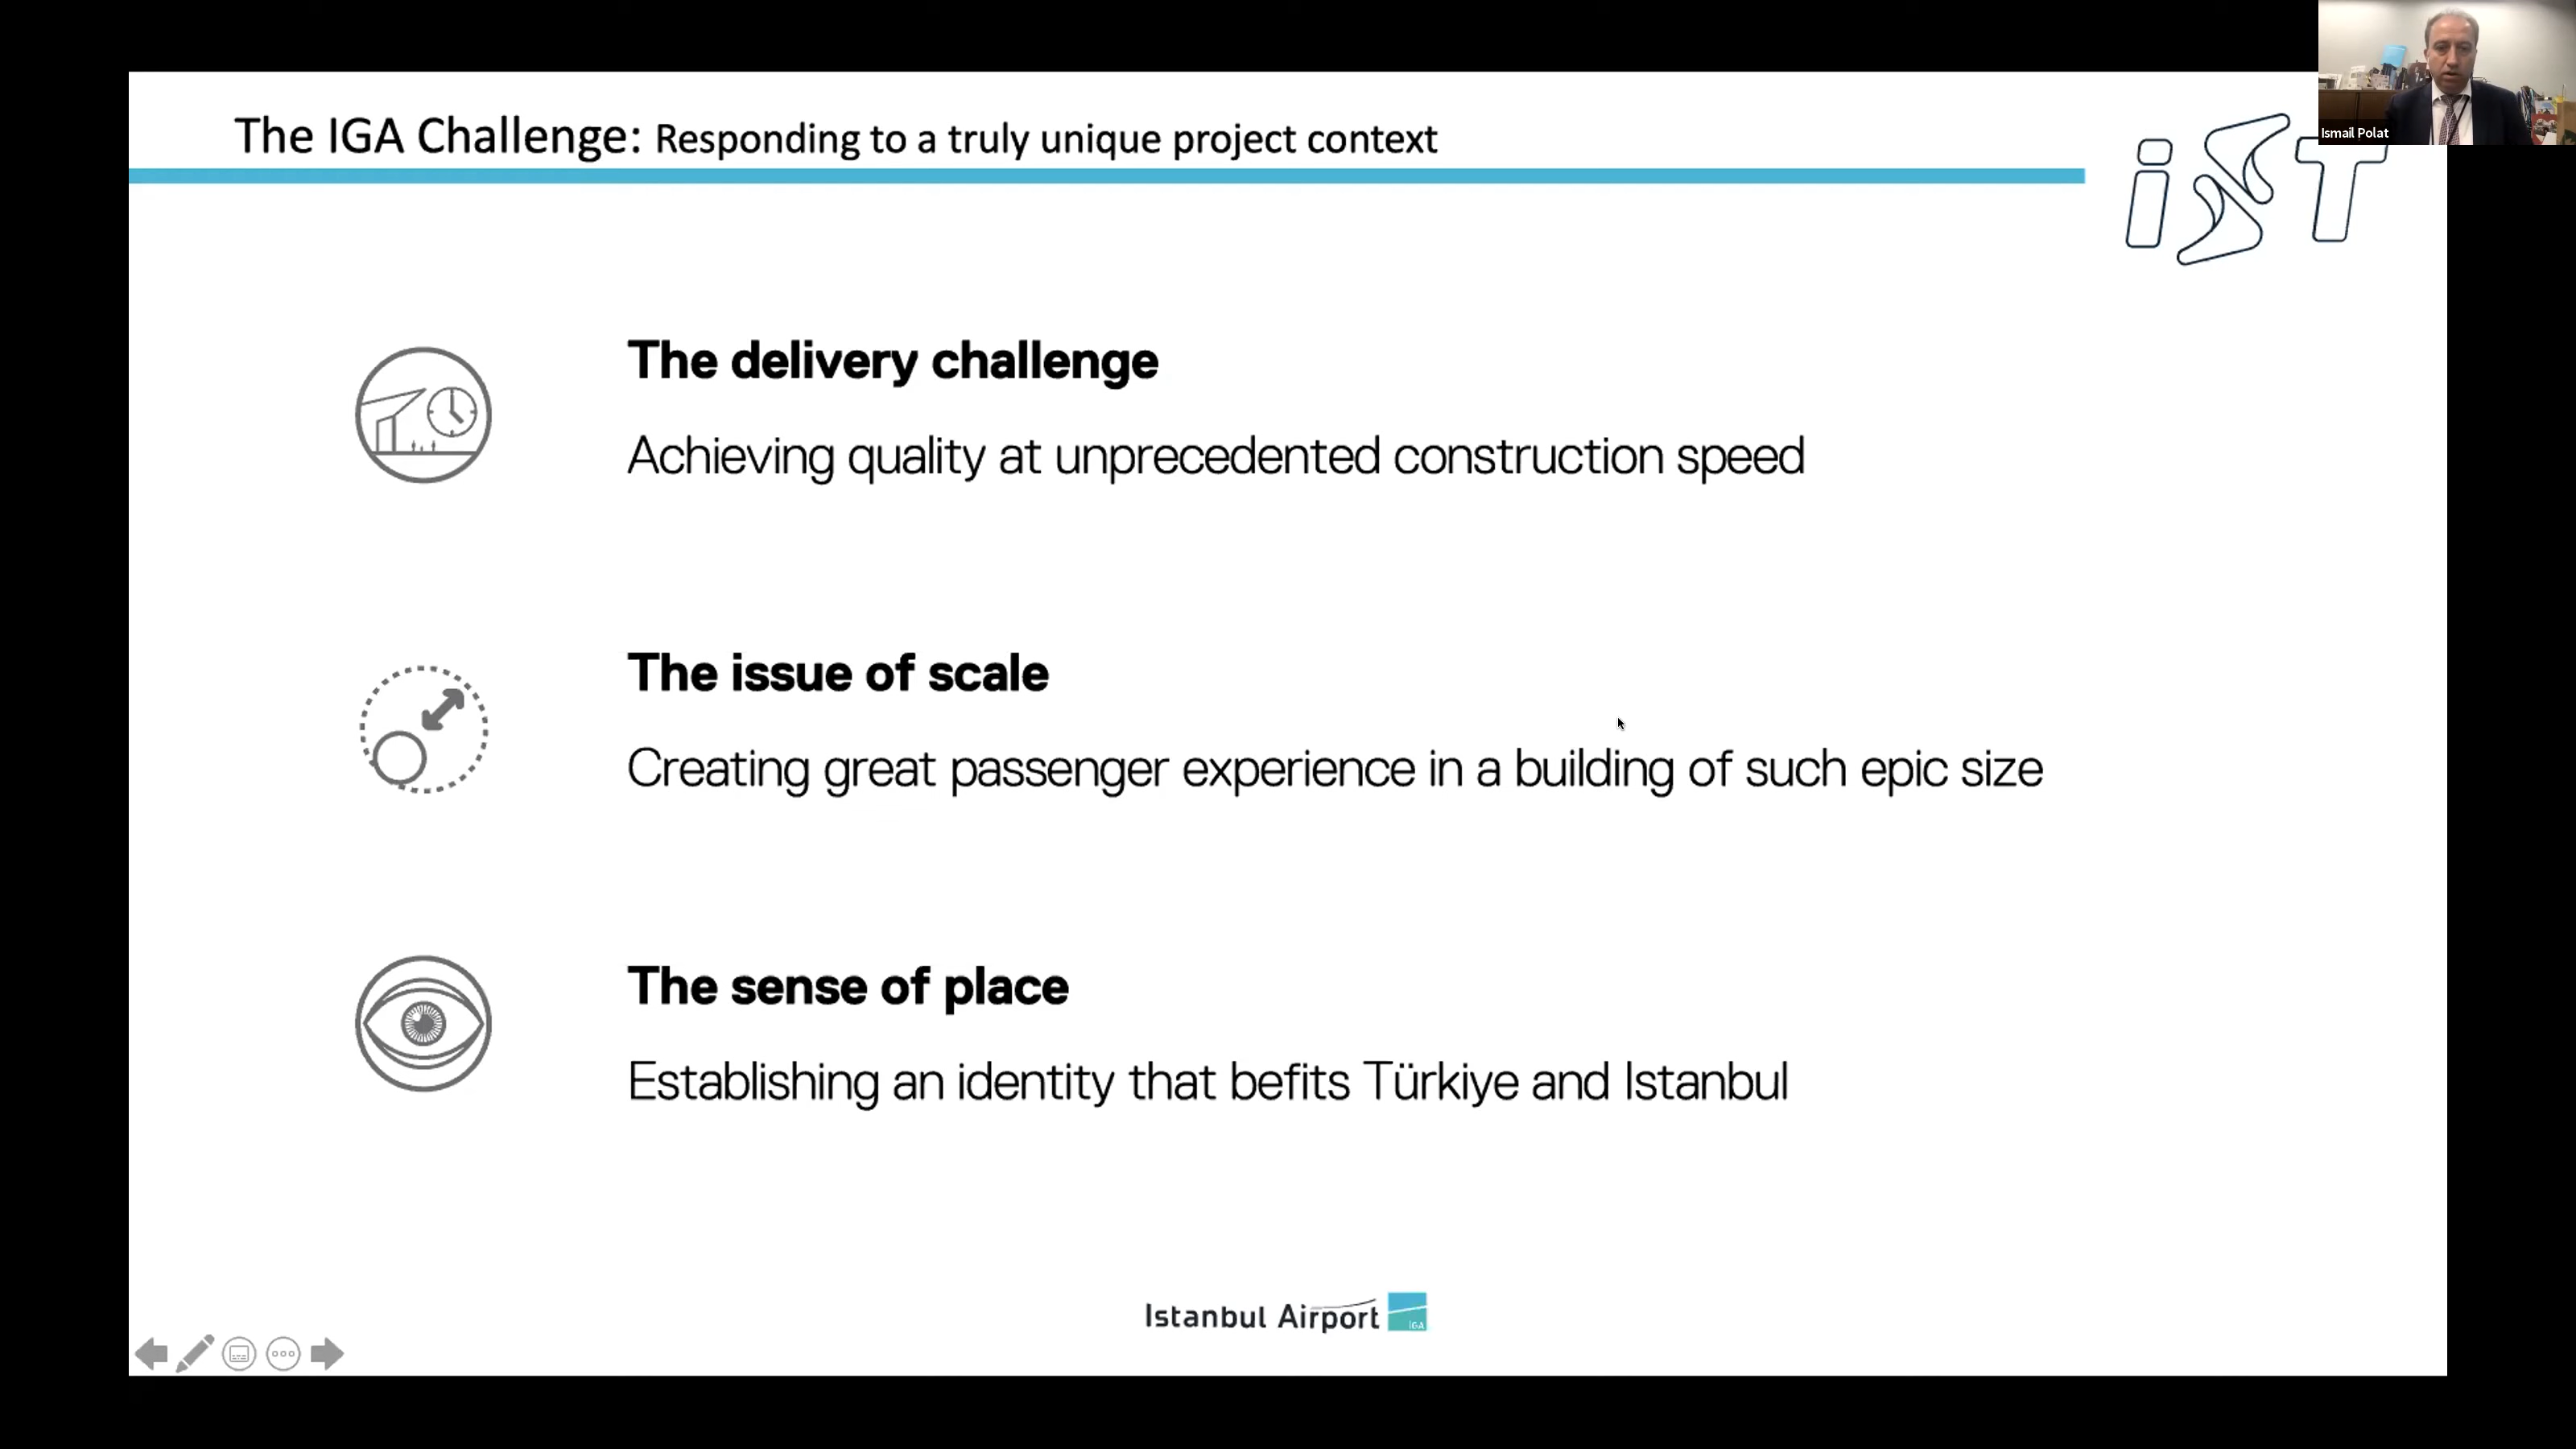 Ismail Polat
The IGA Challenge: Responding to a truly unique project context
iST
The delivery challenge
Achieving quality at unprecedented construction speed
The issue of scale
Creating great passenger experience in a building of such epic size
The sense of place
Establishing an identity that befits Türkiye and Istanbul
Istanbul Airport
IGA